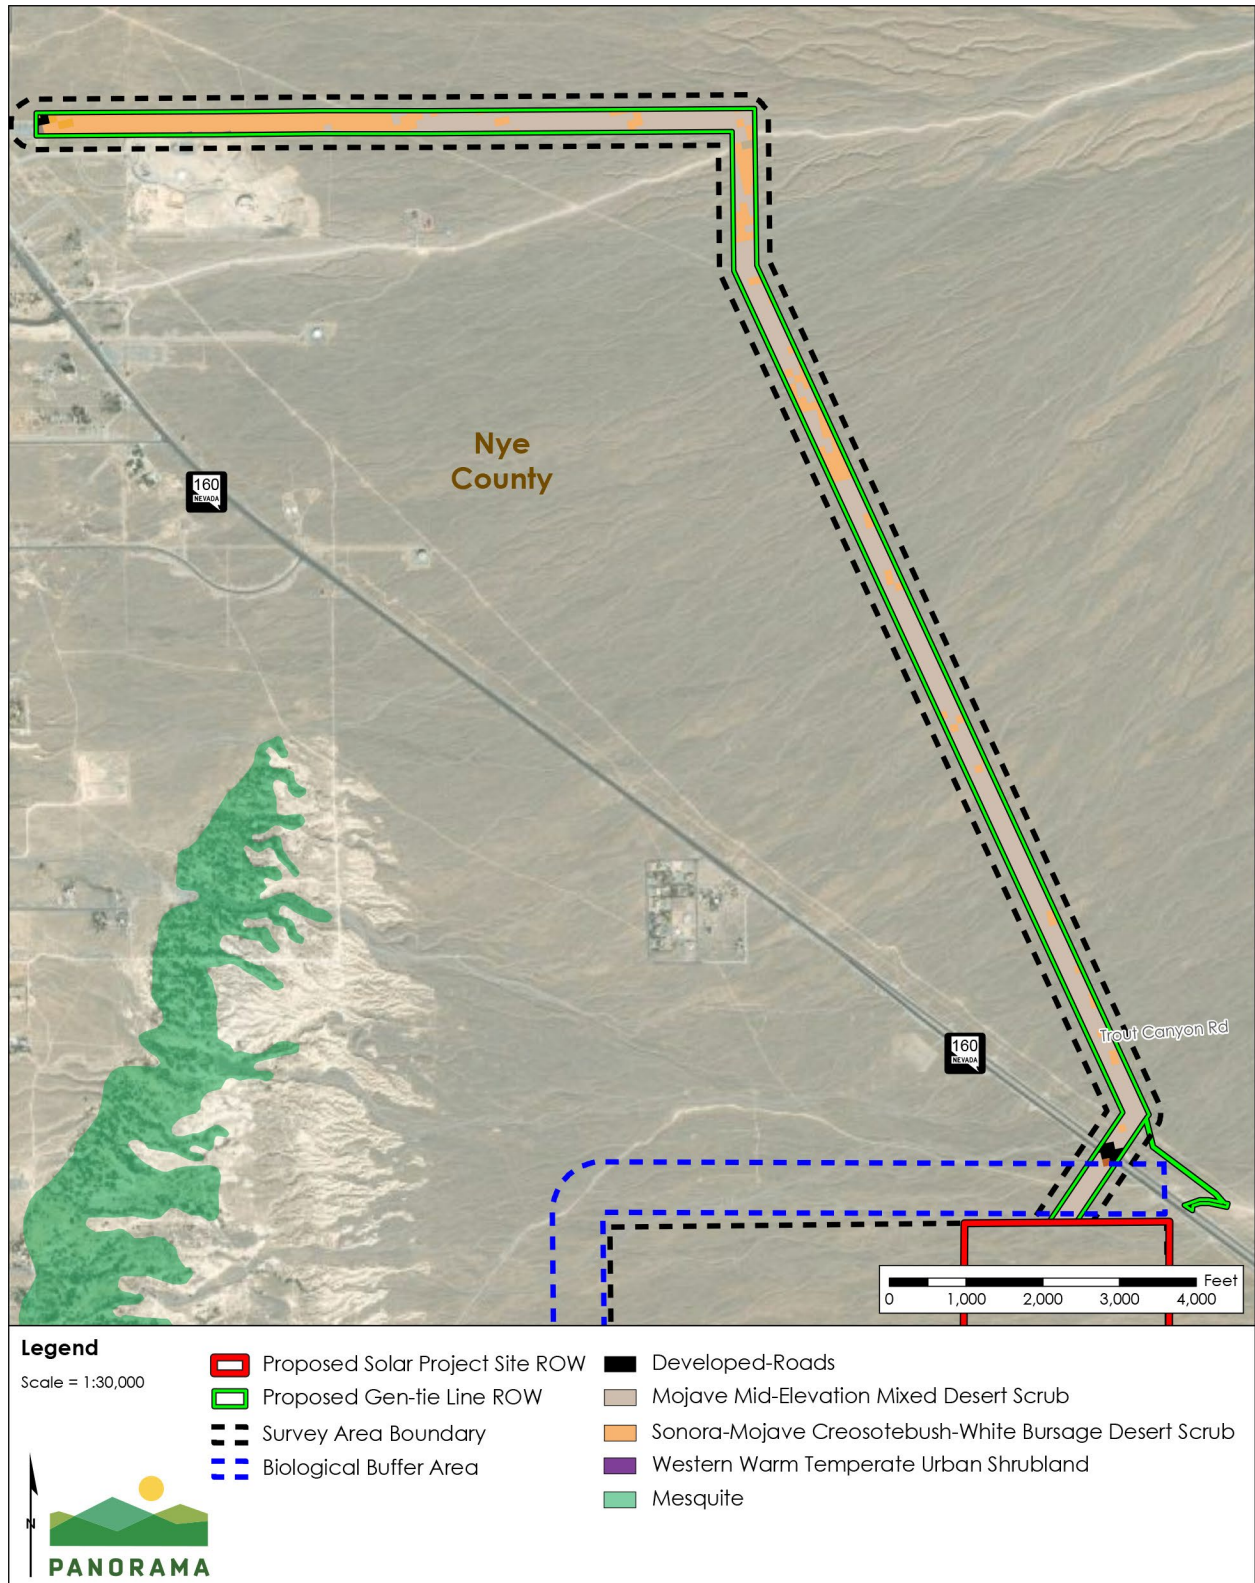 Nye
County
160
NEVADA
160
NEVADA
Trout Canyon Rd
Feet
0 1,000 2,000 3,000 4,000
Legend
Scale = 1:30,000
Proposed Solar Project Site ROW
Proposed Gen-tie Line ROW
Survey Area Boundary
Biological Buffer Area
Developed-Roads
Mojave Mid-Elevation Mixed Desert Scrub
Sonora-Mojave Creosotebush-White Bursage Desert Scrub
Western Warm Temperate Urban Shrubland
Mesquite
N
PANORAMA